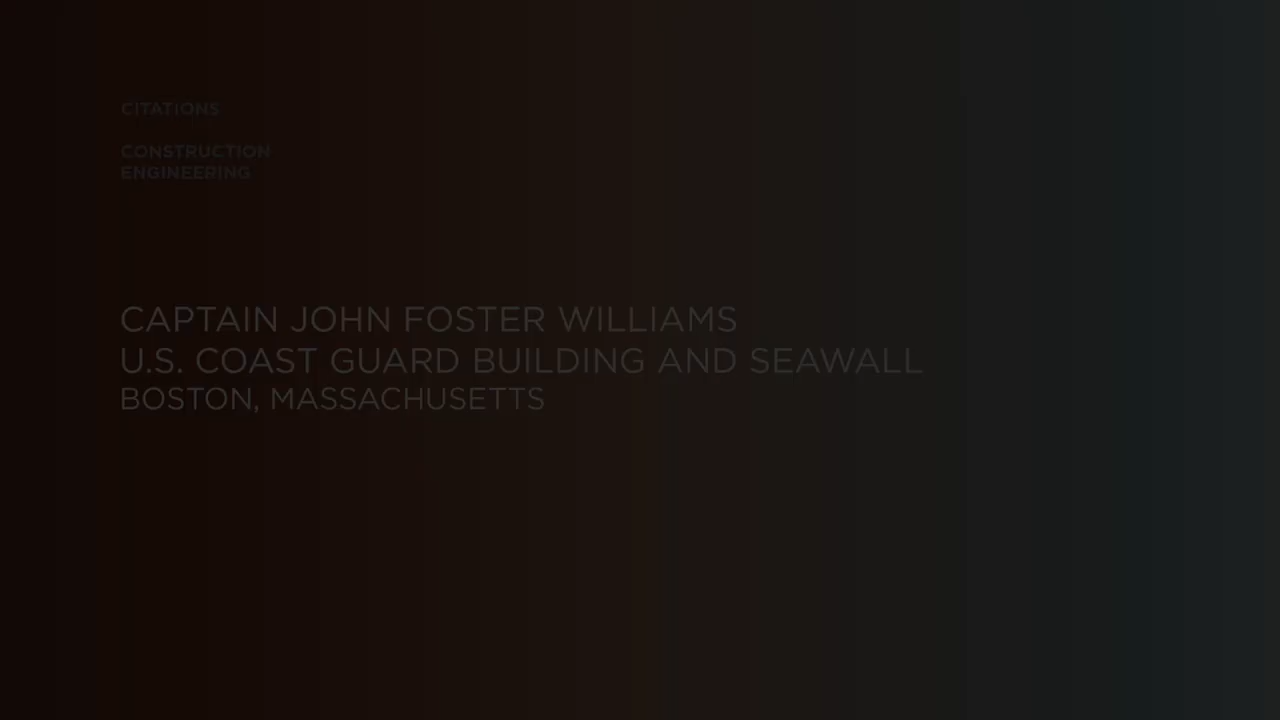 CITATIONS
CONSTRUCTION
ENGINEERING
CAPTAIN JOHN FOSTER WILLIAMS
U.S. COAST GUARD BUILDING AND SEAWALL
BOSTON, MASSACHUSETTS